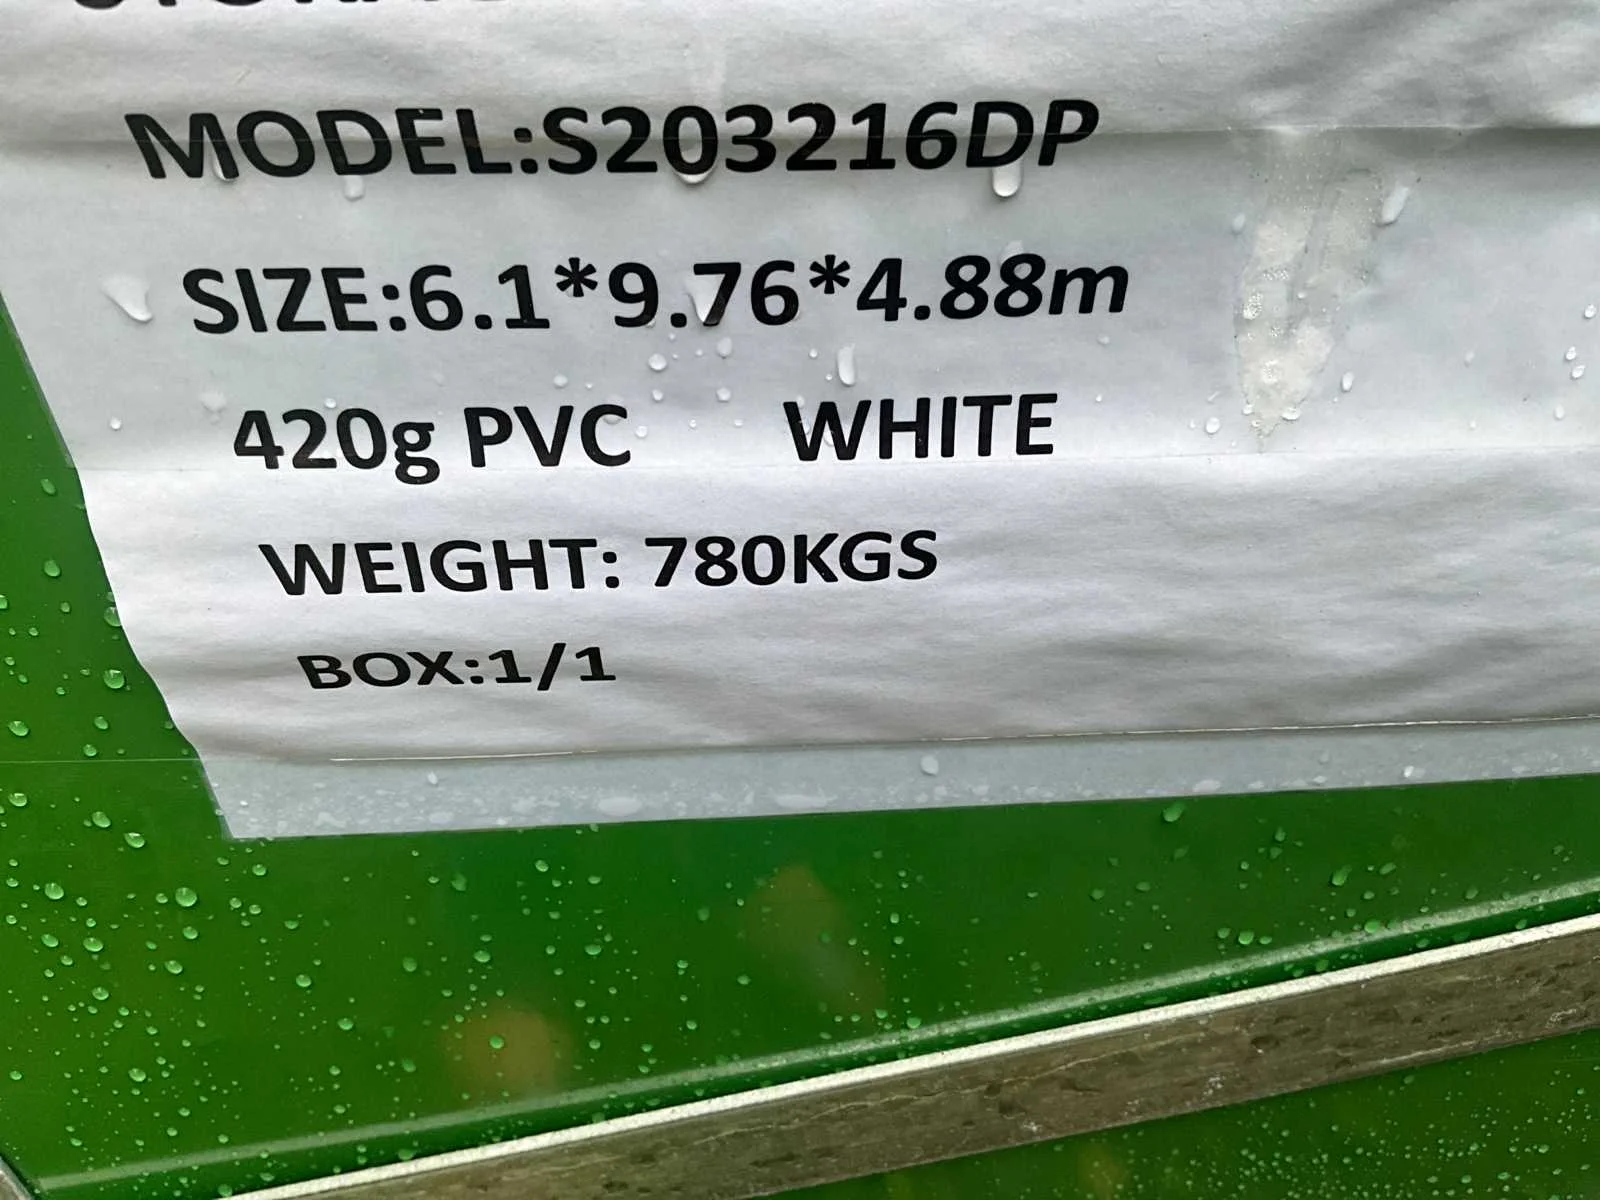 MODEL:S203216DP
SIZE:6.1*9.76*4.88m
420g PVC WHITE
WEIGHT: 780KGS
BOX:1/1